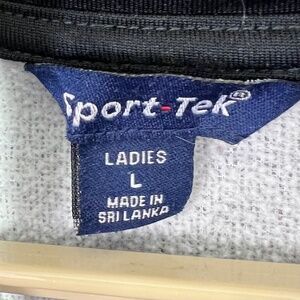 Sport-Tek®
LADIES
L
MADE IN
SRI LANKA